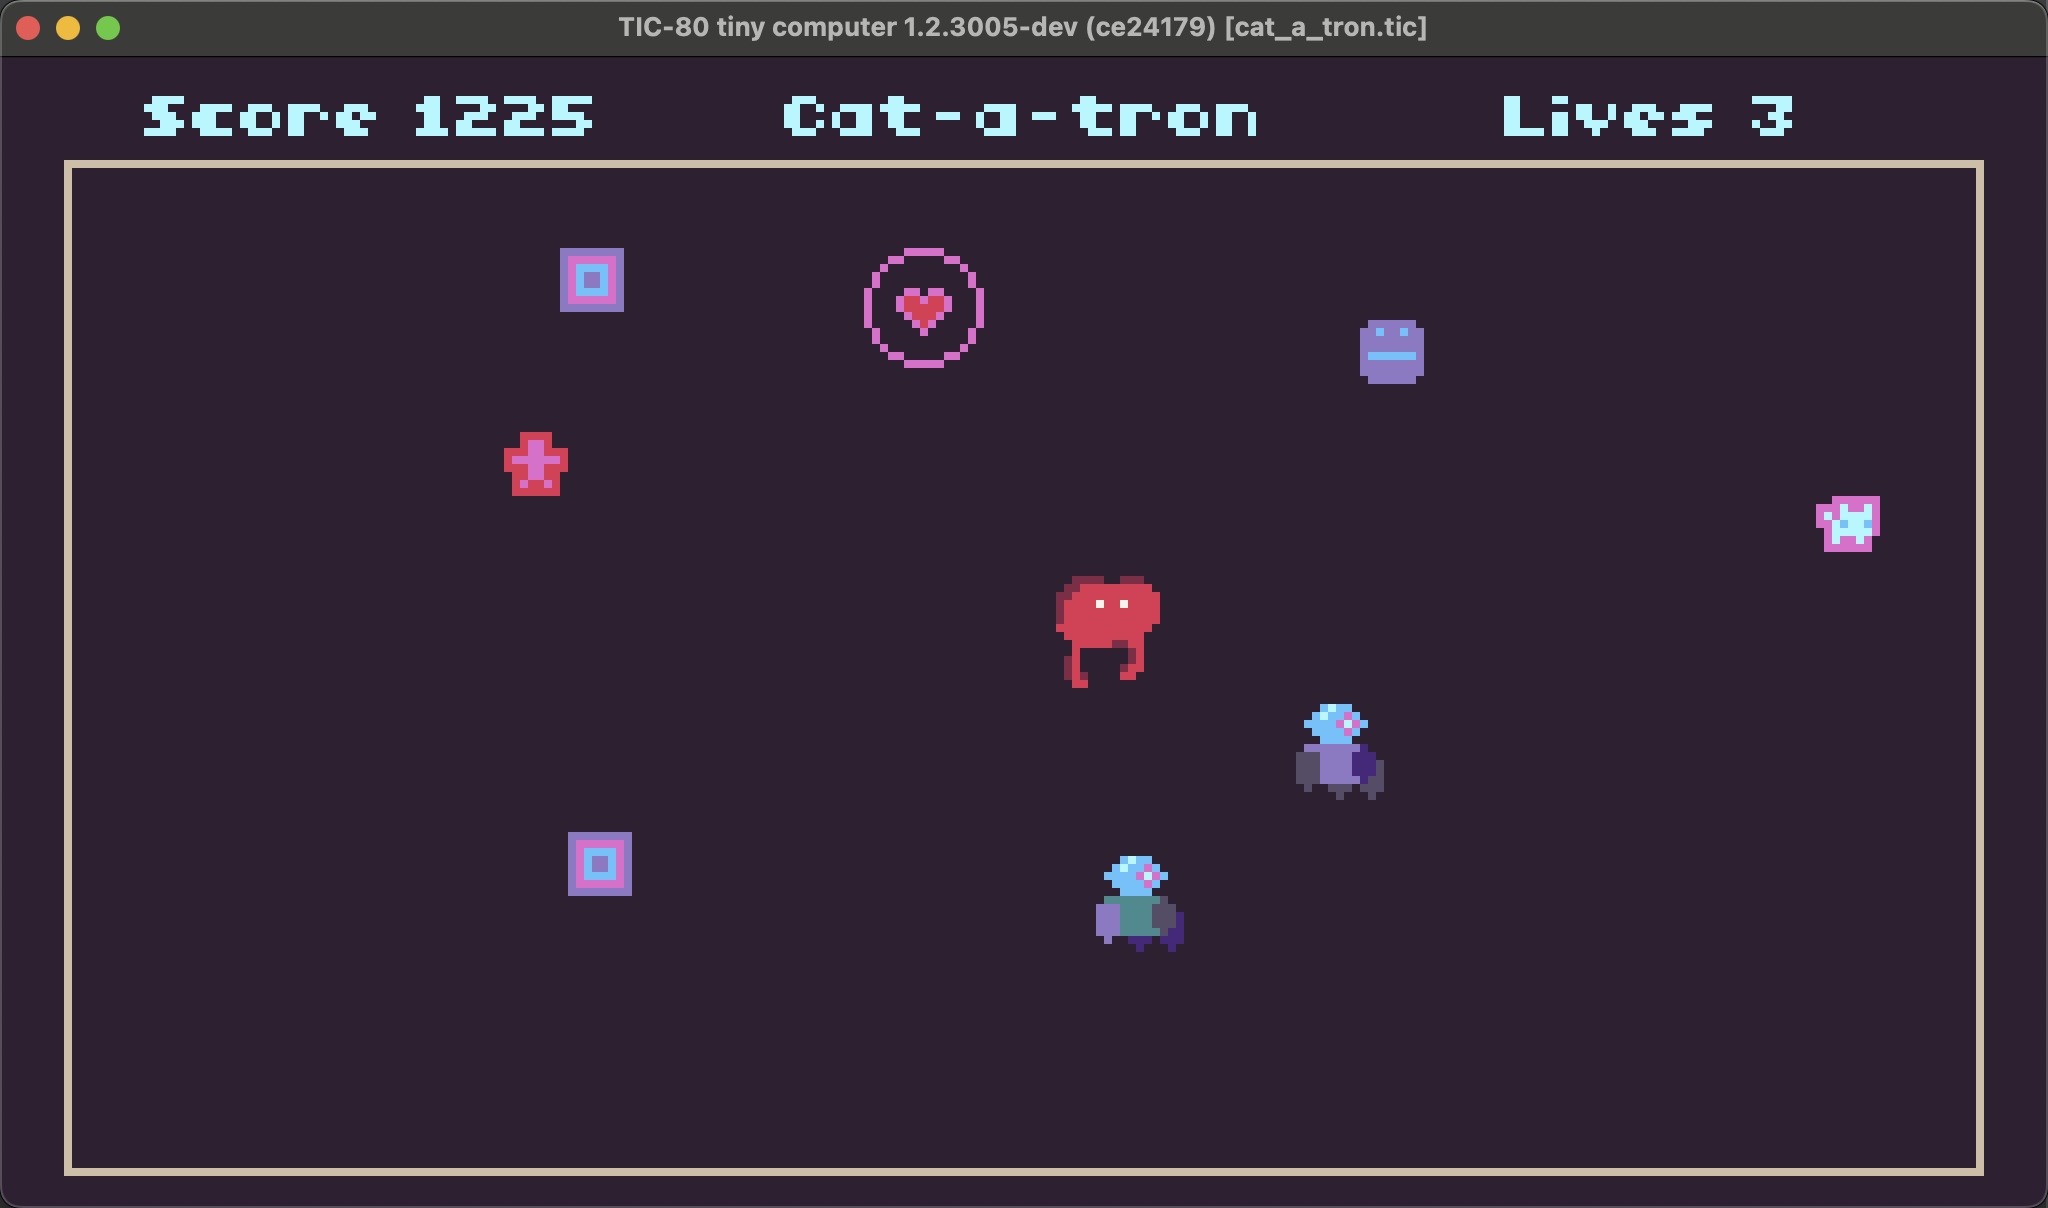 TIC-80 tiny computer 1.2.3005-dev (ce24179) [cat_a_tron.tic]
Score 1225 Cat-a-tron Lives 3